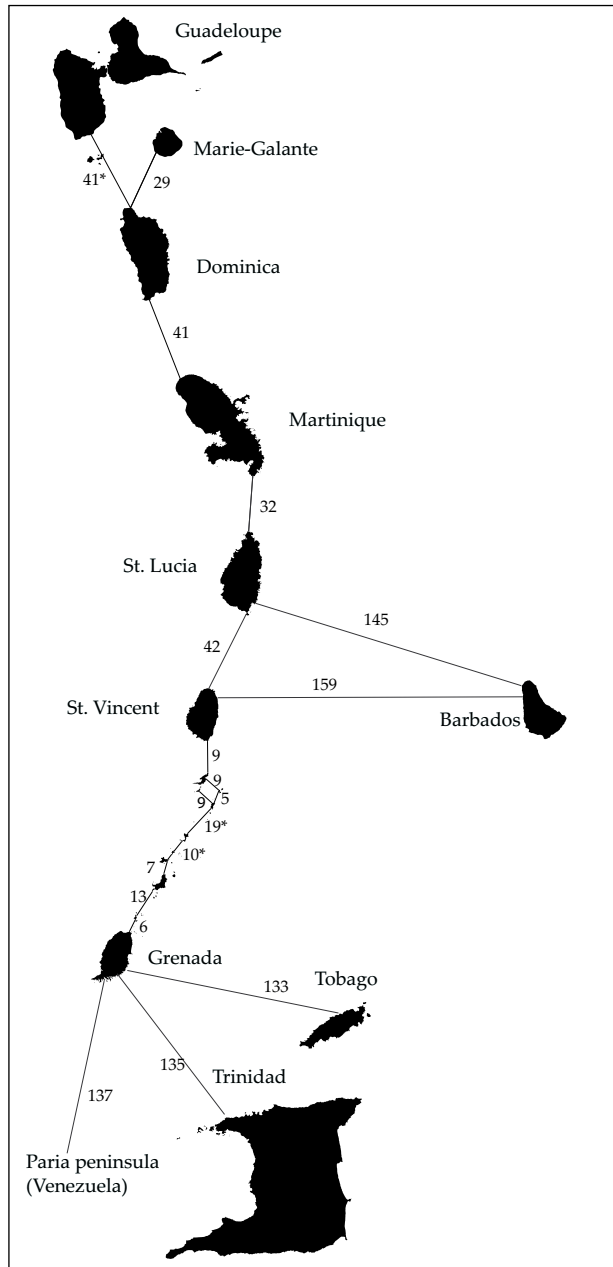 Guadeloupe
Marie-Galante
41*
29
Dominica
41
Martinique
32
St. Lucia
145
42
159
St. Vincent
Barbados
9
9
5
9
19*
10*
7
13
6
Grenada
Tobago
133
135
Trinidad
137
Paria peninsula
(Venezuela)